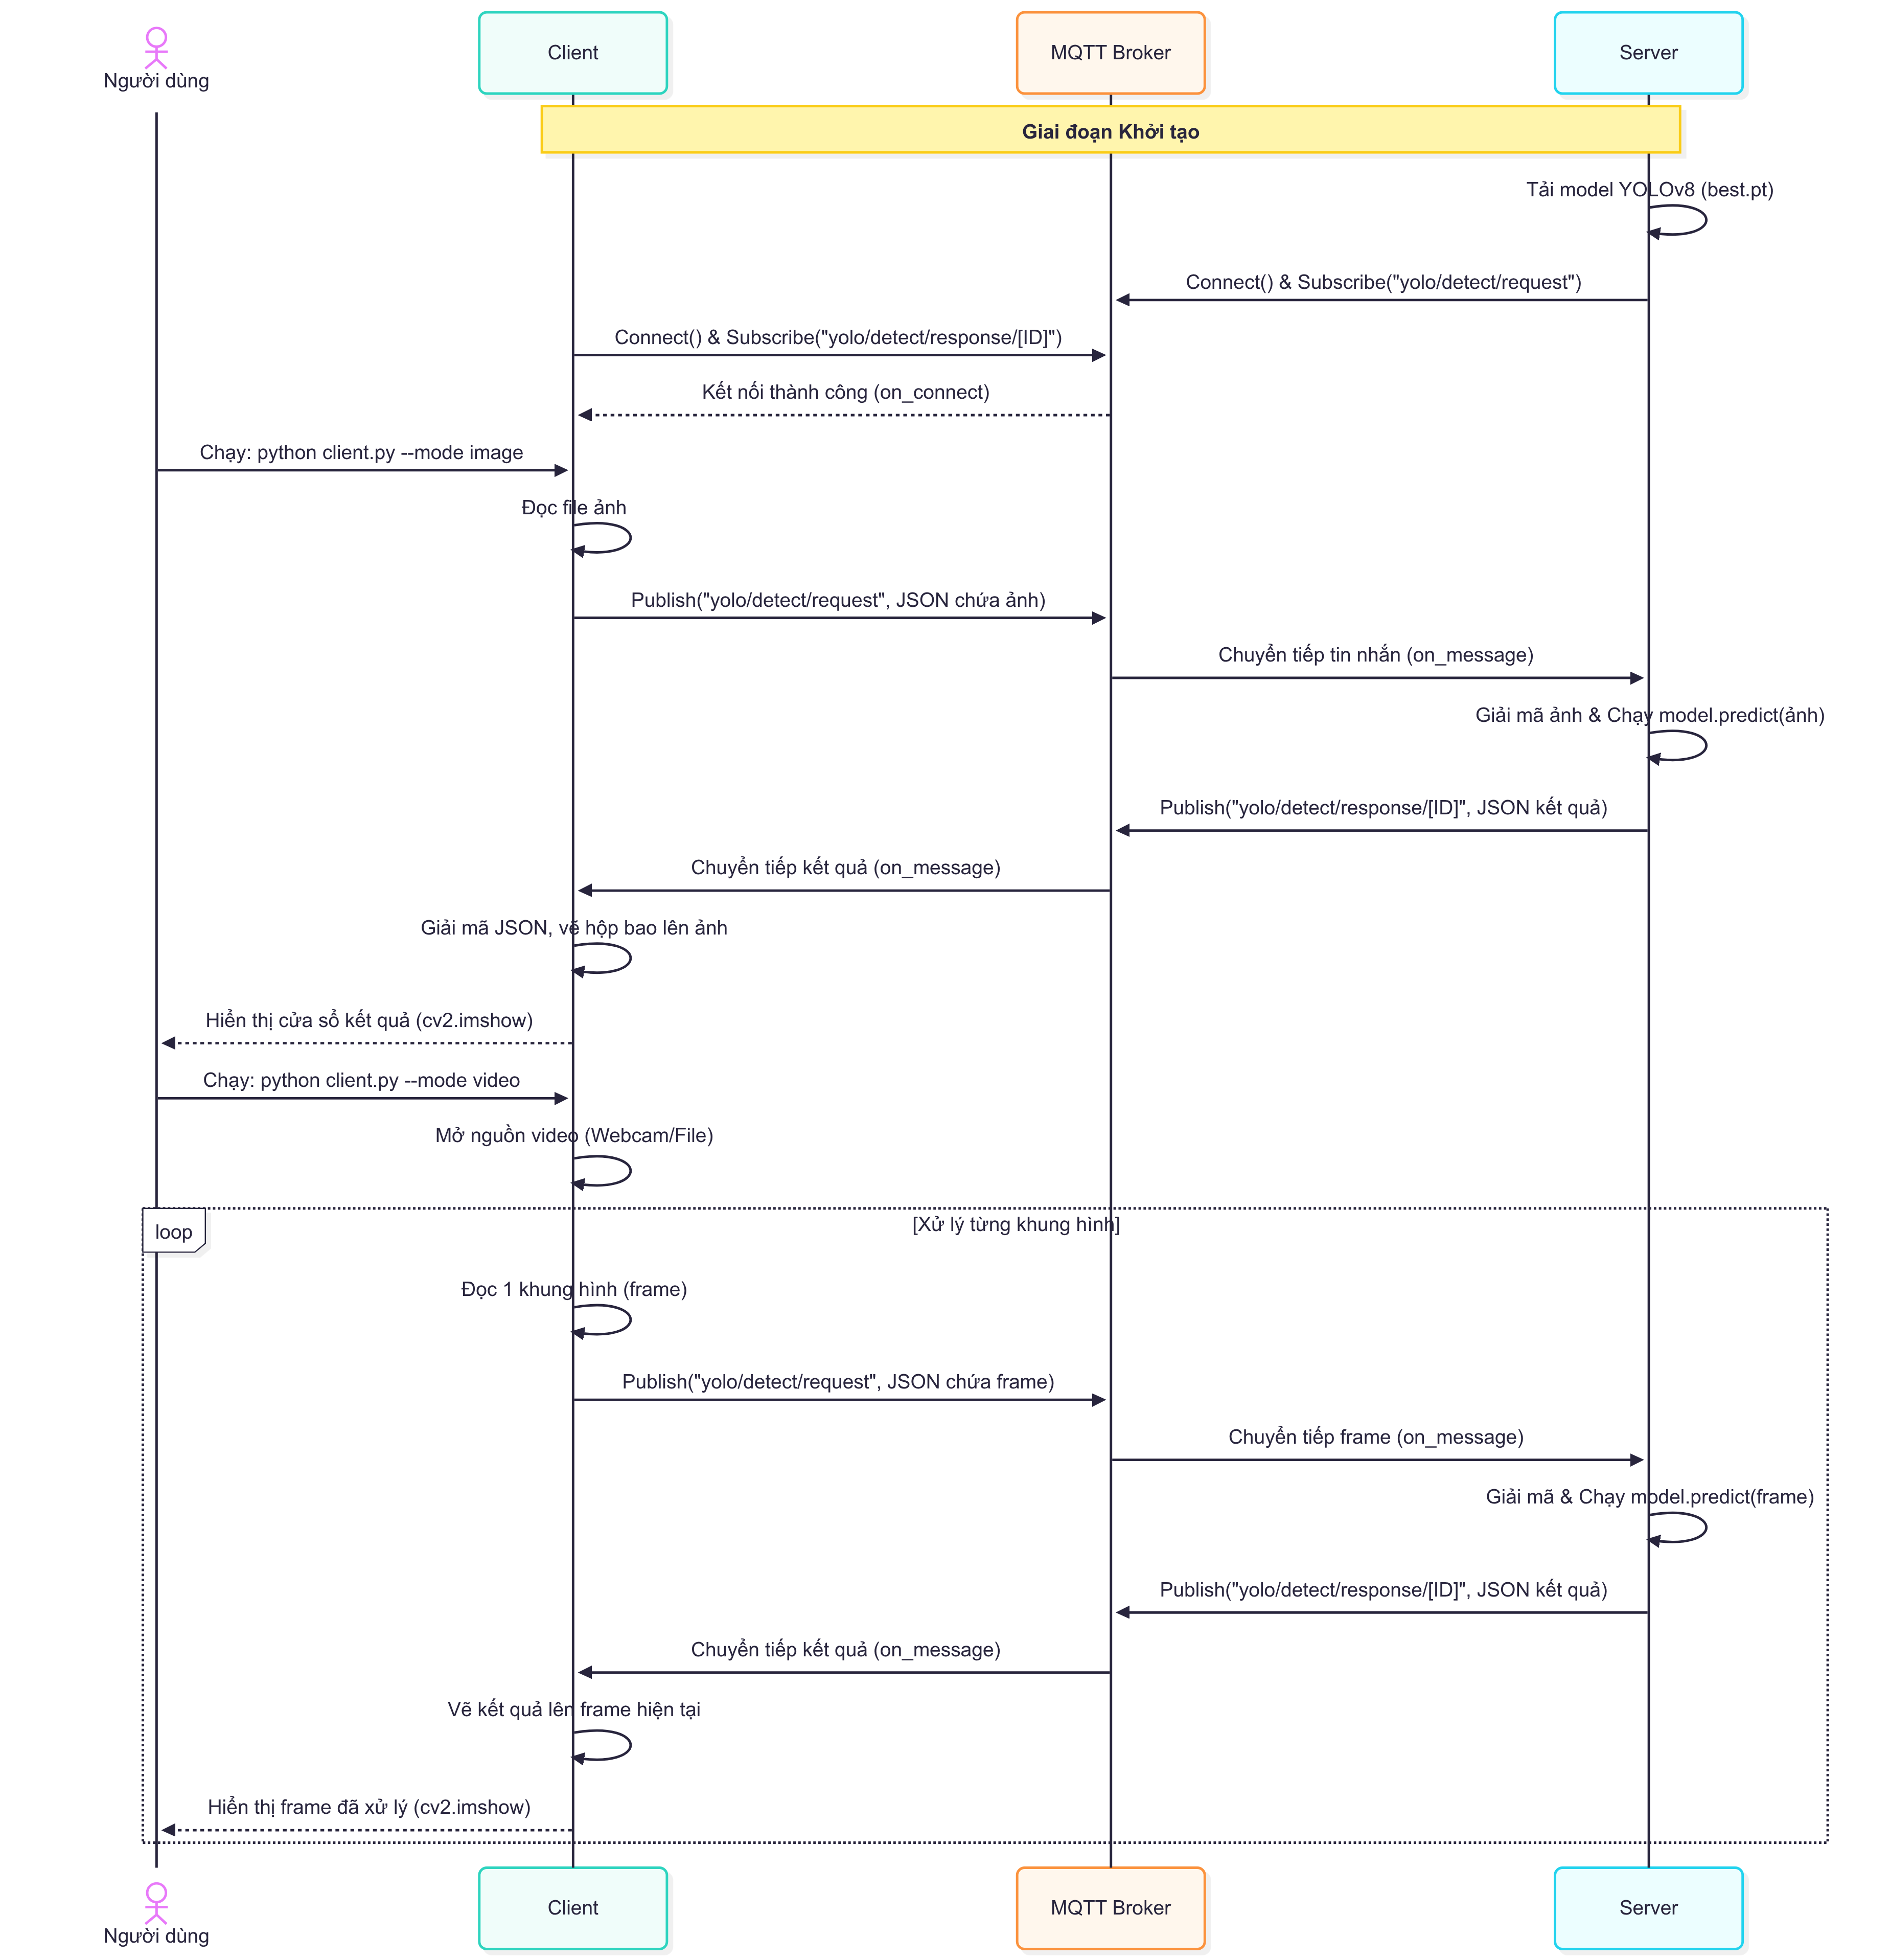 Người dùng
Client
MQTT Broker
Server
Giai đoạn Khởi tạo
Tải model YOLOv8 (best.pt)
Connect() & Subscribe("yolo/detect/request")
Connect() & Subscribe("yolo/detect/response/[ID]")
Kết nối thành công (on_connect)
Chạy: python client.py --mode image
Đọc file ảnh
Publish("yolo/detect/request", JSON chứa ảnh)
Chuyển tiếp tin nhắn (on_message)
Giải mã ảnh & Chạy model.predict(ảnh)
Publish("yolo/detect/response/[ID]", JSON kết quả)
Chuyển tiếp kết quả (on_message)
Giải mã JSON, vẽ hộp bao lên ảnh
Hiển thị cửa sổ kết quả (cv2.imshow)
Chạy: python client.py --mode video
Mở nguồn video (Webcam/File)
loop
[Xử lý từng khung hình]
Đọc 1 khung hình (frame)
Publish("yolo/detect/request", JSON chứa frame)
Chuyển tiếp frame (on_message)
Giải mã & Chạy model.predict(frame)
Publish("yolo/detect/response/[ID]", JSON kết quả)
Chuyển tiếp kết quả (on_message)
Vẽ kết quả lên frame hiện tại
Hiển thị frame đã xử lý (cv2.imshow)
Người dùng
Client
MQTT Broker
Server